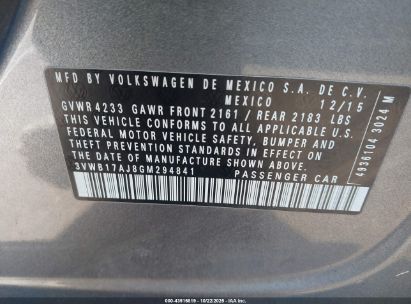 MFD BY VOLKSWAGEN DE MEXICO S.A. DE C.V.
MEXICO 12/15
GVWR 4233 GAWR FRONT 2161 / REAR 2183 LBS
THIS VEHICLE CONFORMS TO ALL APPLICABLE U.S.
FEDERAL MOTOR VEHICLE SAFETY, BUMPER AND
THEFT PREVENTION STANDARDS IN EFFECT ON
THE DATE OF MANUFACTURE SHOWN ABOVE.
3VWB17AJ8GM294841 PASSENGER CAR
4956104 3024 M